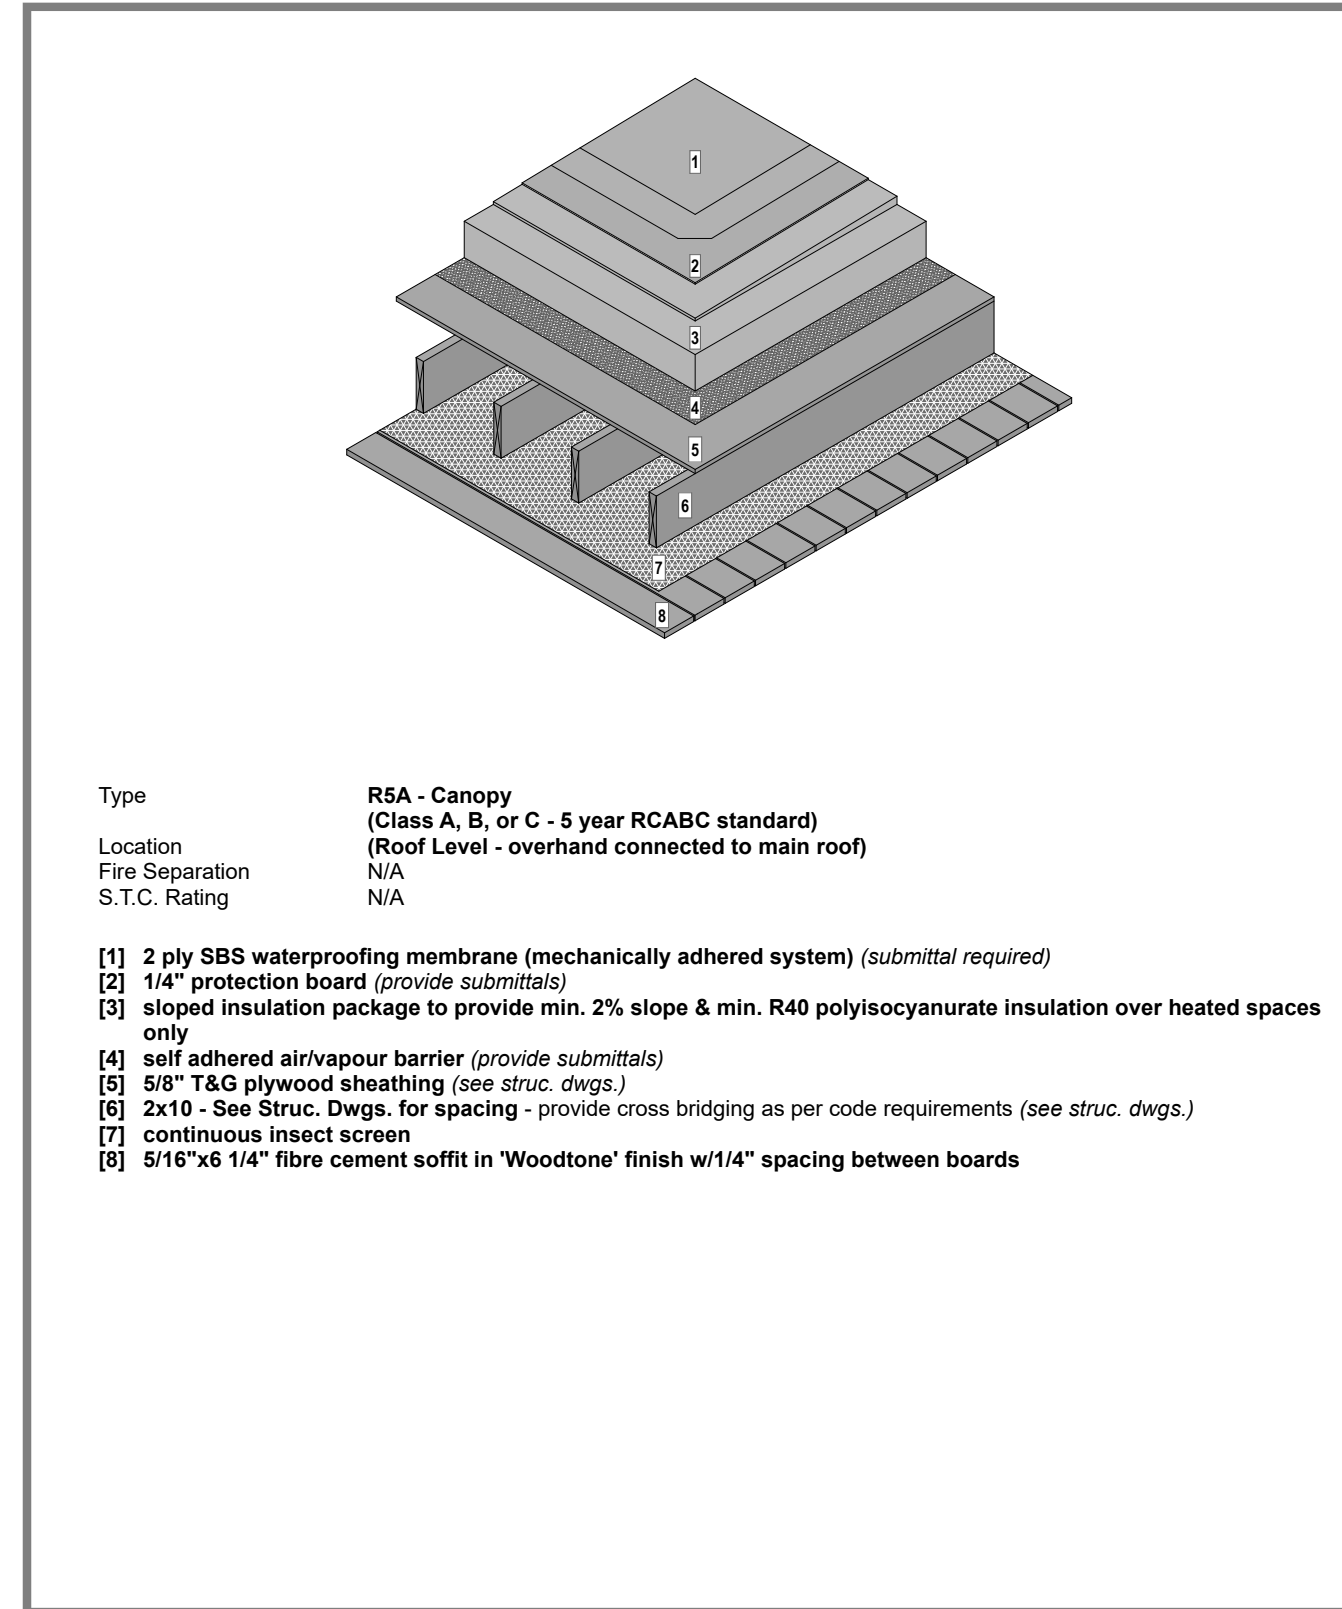 1
2
3
4
5
6
7
8
Type R5A - Canopy
(Class A, B, or C - 5 year RCABC standard)
Location (Roof Level - overhand connected to main roof)
Fire Separation N/A
S.T.C. Rating N/A
[1] 2 ply SBS waterproofing membrane (mechanically adhered system) (submittal required)
[2] 1/4" protection board (provide submittals)
[3] sloped insulation package to provide min. 2% slope & min. R40 polyisocyanurate insulation over heated spaces
only
[4] self adhered air/vapour barrier (provide submittals)
[5] 5/8" T&G plywood sheathing (see struc. dwgs.)
[6] 2x10 - See Struc. Dwgs. for spacing - provide cross bridging as per code requirements (see struc. dwgs.)
[7] continuous insect screen
[8] 5/16"x6 1/4" fibre cement soffit in 'Woodtone' finish w/1/4" spacing between boards